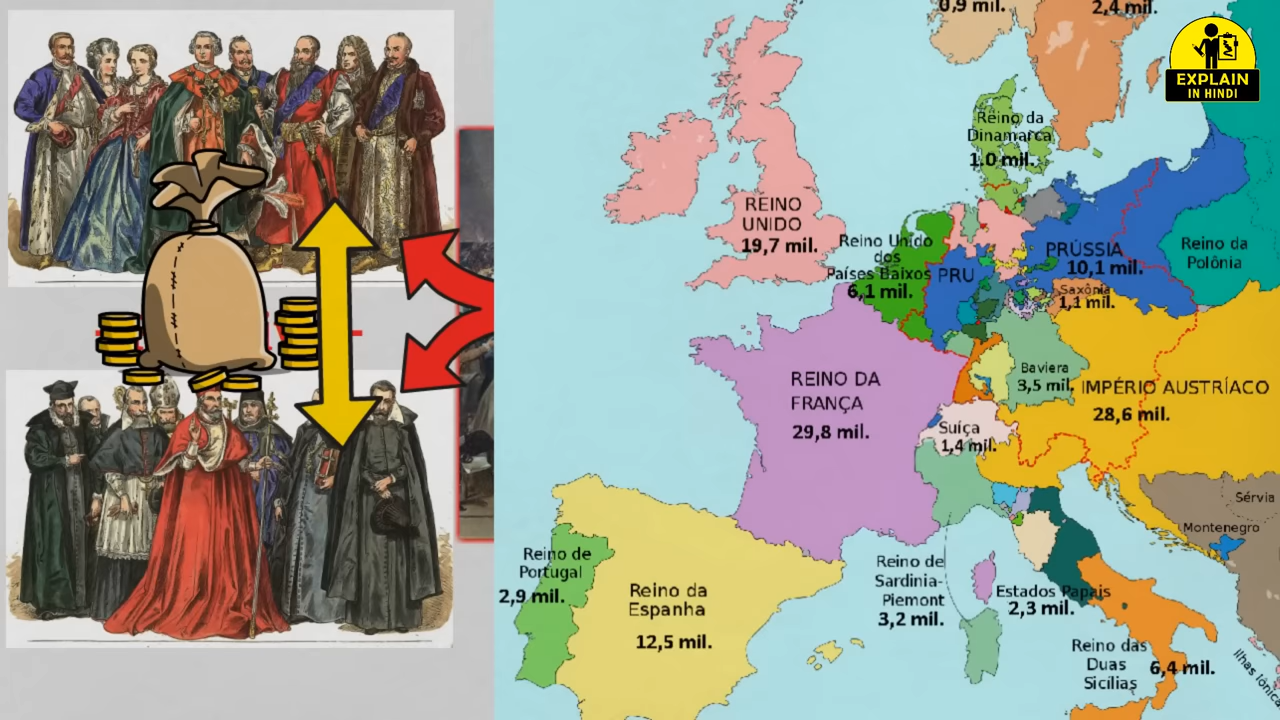 0,9 mil.
2,4 mil.
EXPLAIN
IN HINDI
Reino da
Dinamarca
1.0 mil.
REINO
UNIDO
19,7 mil.
Reino Unido
dos
Países Baixos
6,1 mil.
PRU
PRÚSSIA
10,1 mil.
Reino da
Polônia
Saxônia
1,1 mil.
Baviera
3,5 mil.
IMPÉRIO AUSTRÍACO
28,6 mil.
REINO DA
FRANÇA
29,8 mil.
Suíça
1,4 mil.
Sérvia
Montenegro
Reino de
Portugal
2,9 mil.
Reino da
Espanha
12,5 mil.
Reino de
Sardinia-
Piemont
3,2 mil.
Estados Papais
2,3 mil.
Reino das
Duas
Sicílias
6,4 mil.
Ilhas Iônica